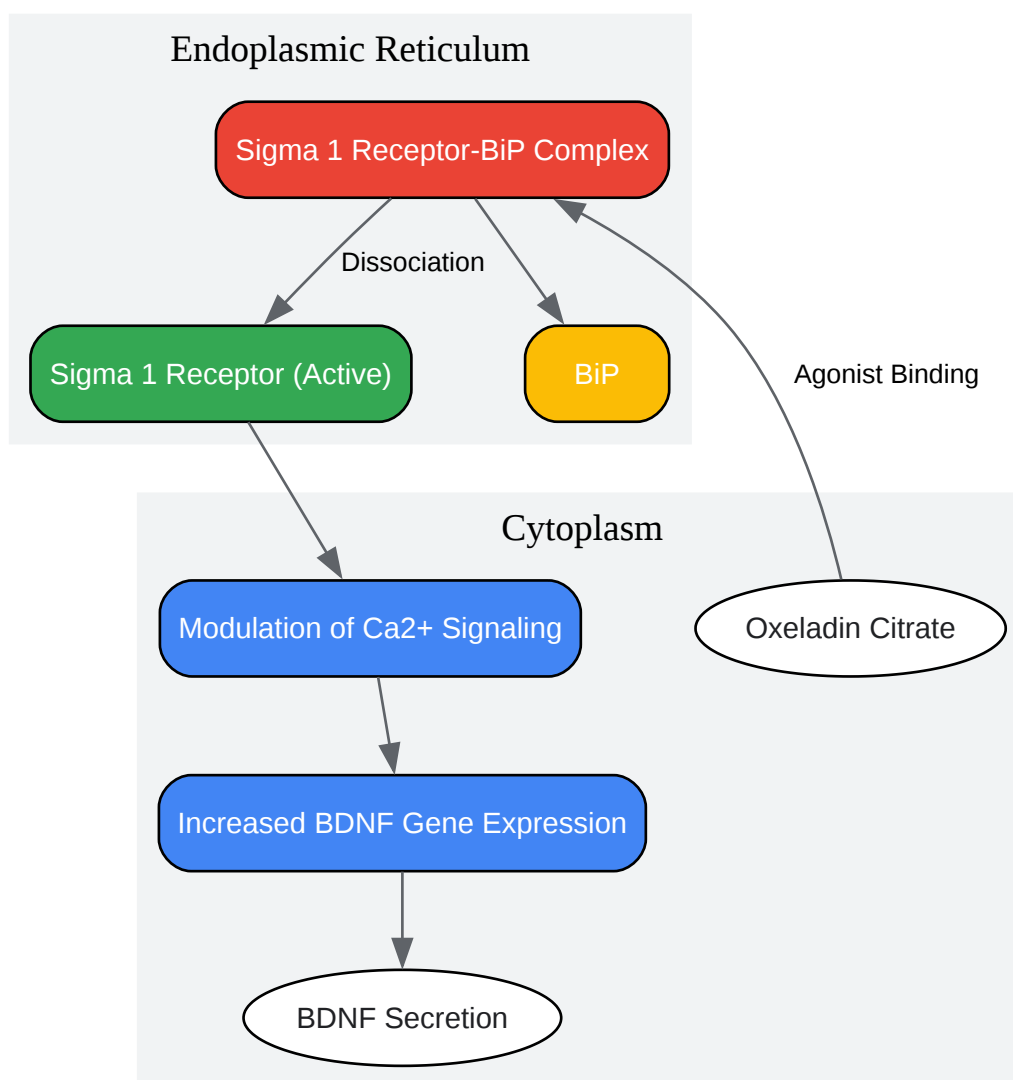 Endoplasmic Reticulum
Sigma 1 Receptor-BiP Complex
Dissociation
Sigma 1 Receptor (Active)
BiP
Agonist Binding
Cytoplasm
Modulation of Ca2+ Signaling
Oxeladin Citrate
Increased BDNF Gene Expression
BDNF Secretion